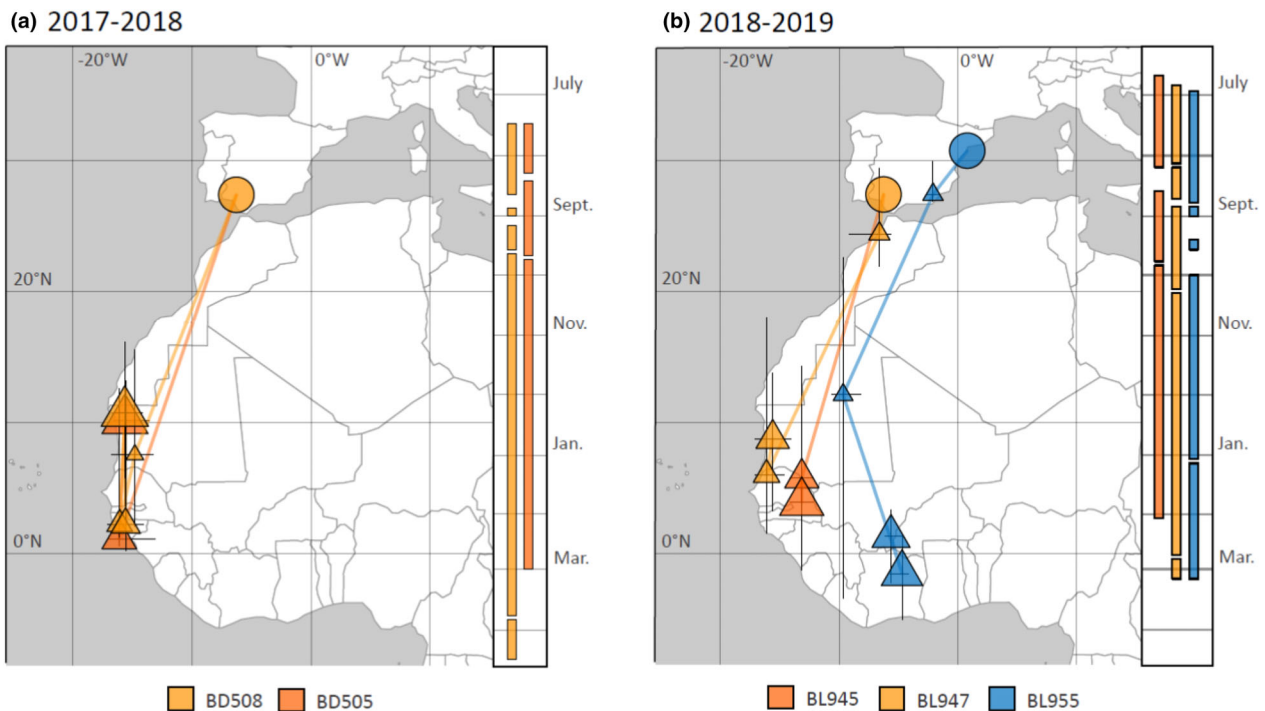 (a) 2017-2018
-20°W 0°W
20°N
0°N
July
Sept.
Nov.
Jan.
Mar.
BD508 BD505
(b) 2018-2019
-20°W 0°W
20°N
0°N
July
Sept.
Nov.
Jan.
Mar.
BL945 BL947 BL955